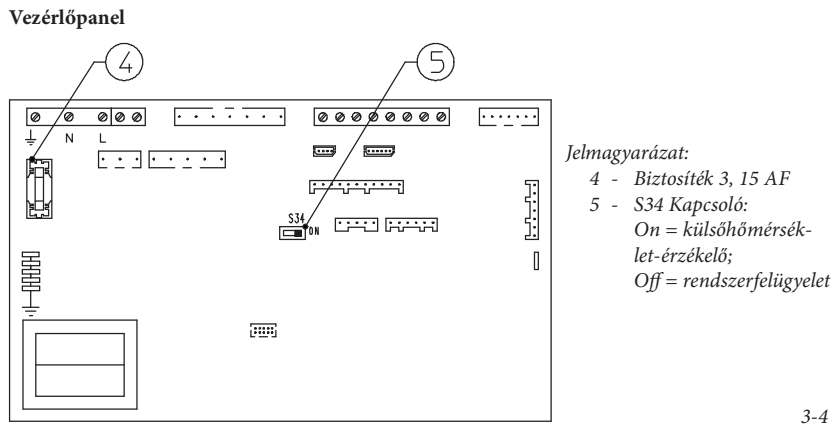 Vezérlőpanel
4
5
N L
S34
ON
Jelmagyarázat:
4 - Biztosíték 3, 15 AF
5 - S34 Kapcsoló:
On = külsőhőmérsék-
let-érzékelő;
Off = rendszerfelügyelet
3-4